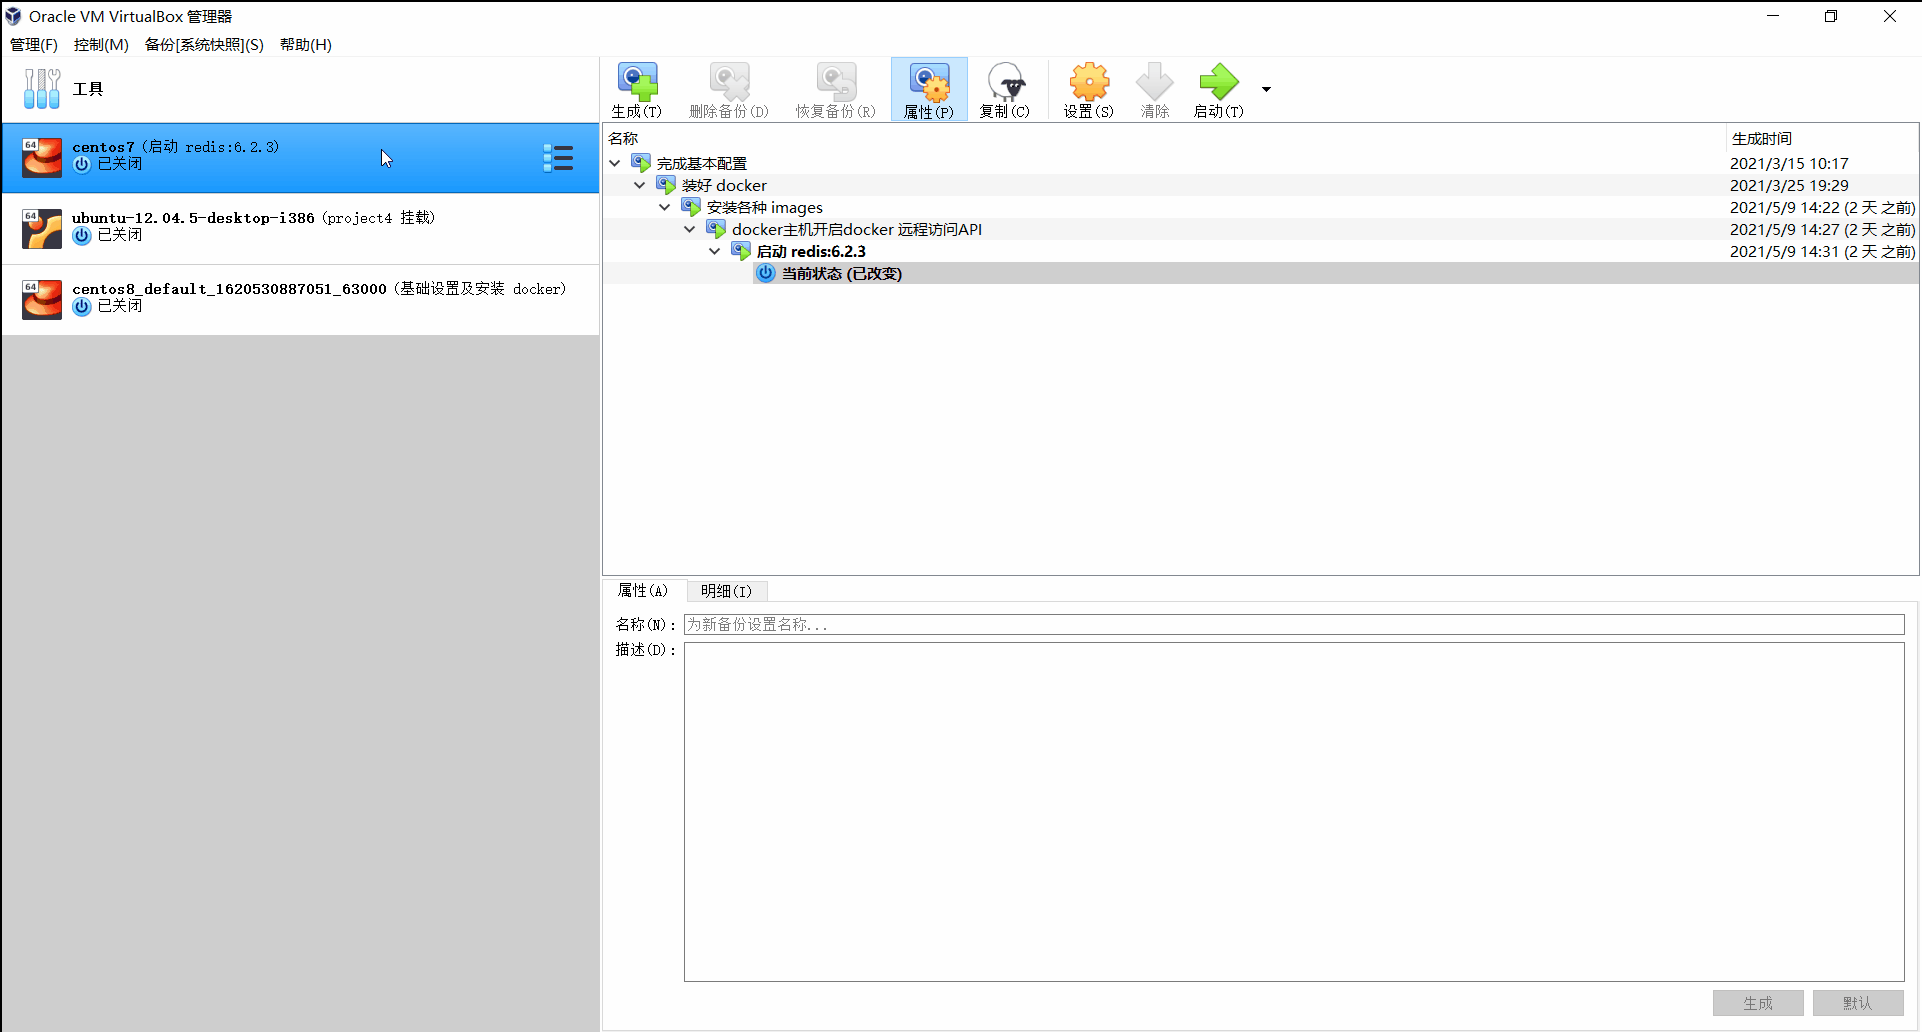 Oracle VM VirtualBox 管理器
管理(F) 控制(M) 备份[系统快照](S) 帮助(H)
工具
生成(T) 删除备份(D) 恢复备份(R) 属性(P) 复制(C) 设置(S) 清除 启动(T)
64
centos7 (启动 redis:6.2.3)
已关闭
64
ubuntu-12.04.5-desktop-i386 (project4 挂载)
已关闭
64
centos8_default_1620530887051_63000 (基础设置及安装 docker)
已关闭
名称 生成时间
完成基本配置 2021/3/15 10:17
装好 docker 2021/3/25 19:29
安装各种 images 2021/5/9 14:22 (2 天 之前)
docker主机开启docker 远程访问API 2021/5/9 14:27 (2 天 之前)
启动 redis:6.2.3 2021/5/9 14:31 (2 天 之前)
当前状态 (已改变)
属性(A) 明细(I)
名称(N): 为新备份设置名称...
描述(D):
生成 默认